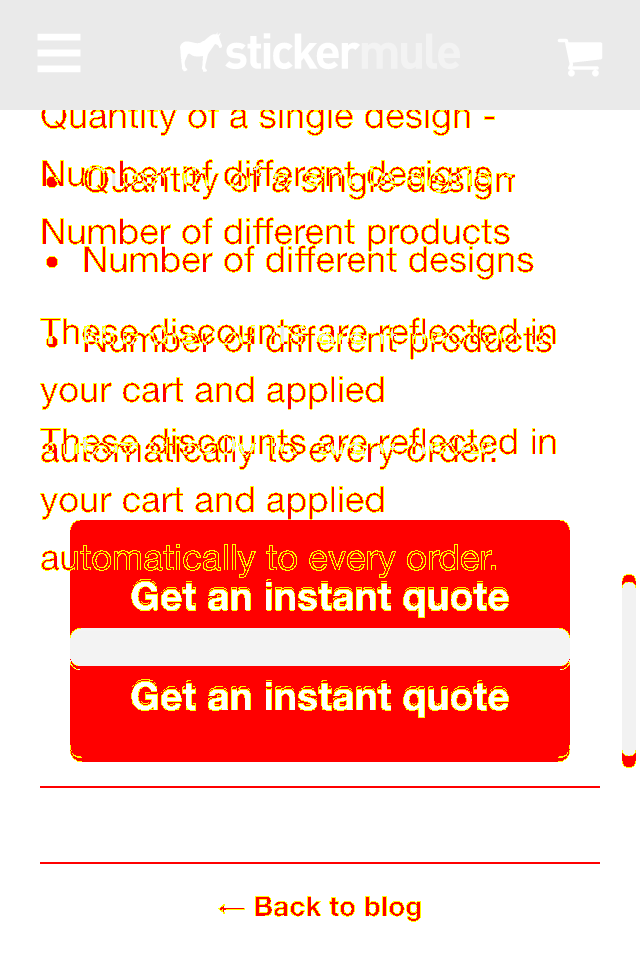 stickermule
Quantity of a single design -
Number of different designs -
• Quantity of a single design
Number of different products
• Number of different designs
These discounts are reflected in
• Number of different products
your cart and applied
These discounts are reflected in
automatically to every order.
your cart and applied
automatically to every order.
Get an instant quote
Get an instant quote
← Back to blog